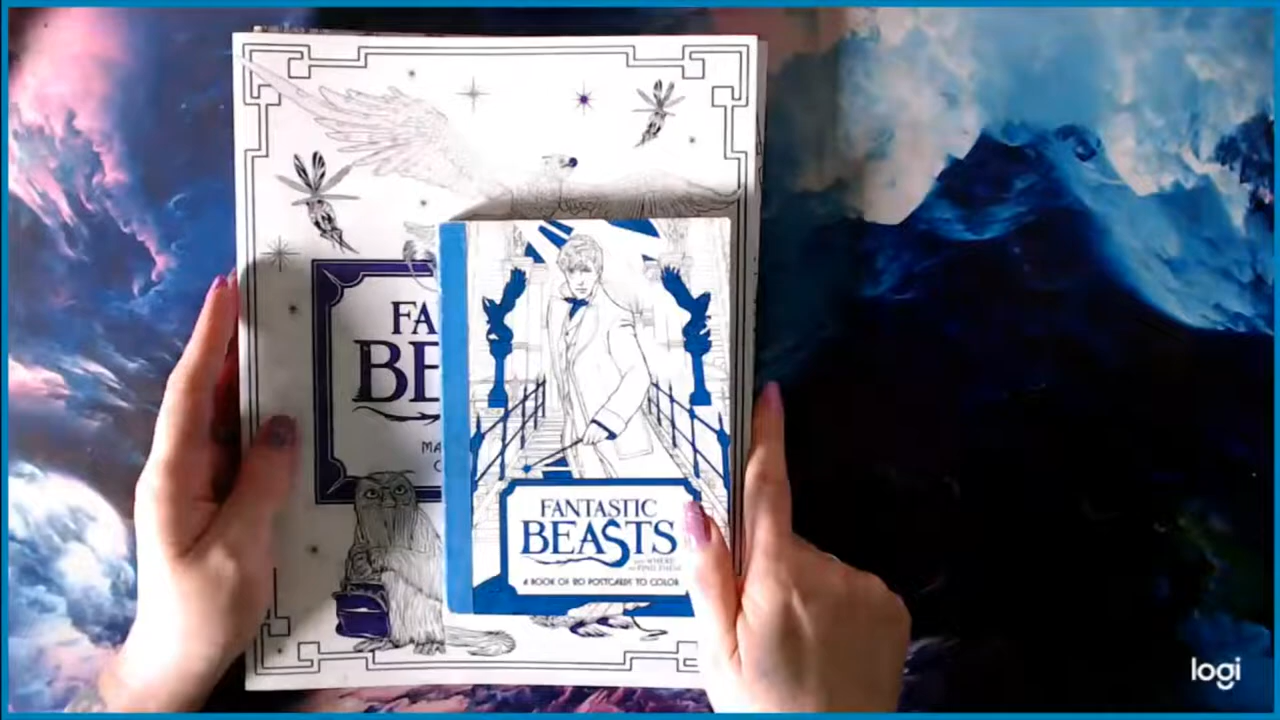 FA
BE
MA
C
FANTASTIC
BEASTS
AND WHERE
TO FIND THEM
A BOOK OF 20 POSTCARDS TO COLOR
logi